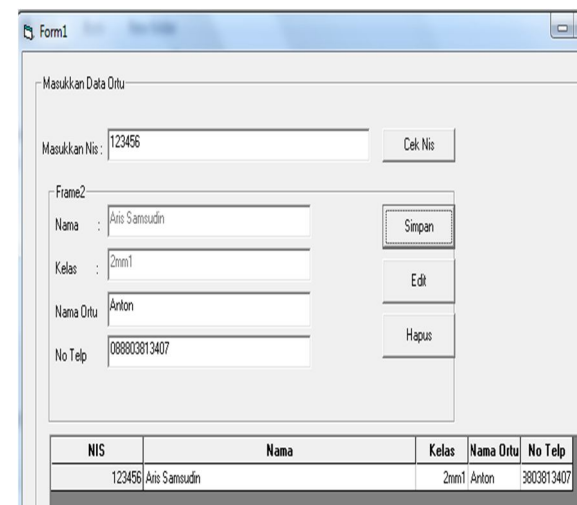 Form1
Masukkan Data Ortu
Masukkan Nis : 123456 Cek Nis
Frame2
Nama : Aris Samsudin Simpan
Kelas : 2mm1 Edit
Nama Ortu Anton
Hapus
No Telp 088803813407
NIS Nama Kelas Nama Ortu No Telp
123456 Aris Samsudin 2mm1 Anton 3803813407